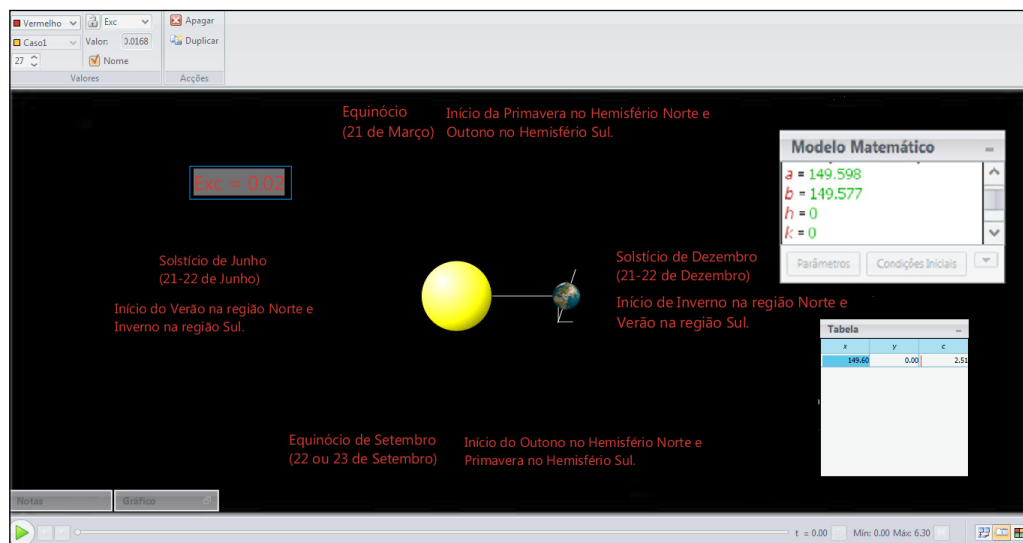 Vermelho
Exc
Apagar
Caso1
Valor:
0.0168
Duplicar
27
Nome
Valores
Acções
Equinócio
(21 de Março)
Início da Primavera no Hemisfério Norte e
Outono no Hemisfério Sul.
Exc = 0.02
Modelo Matemático
a = 149.598
b = 149.577
h = 0
k = 0
Parâmetros
Condições Iniciais
Solstício de Junho
(21-22 de Junho)
Início do Verão na região Norte e
Inverno na região Sul.
Solstício de Dezembro
(21-22 de Dezembro)
Início de Inverno na região Norte e
Verão na região Sul.
Tabela
x y c
149.60 0.00 2.51
Equinócio de Setembro
(22 ou 23 de Setembro)
Início do Outono no Hemisfério Norte e
Primavera no Hemisfério Sul.
Notas
Gráfico
t = 0.00
Mín: 0.00 Máx: 6.30